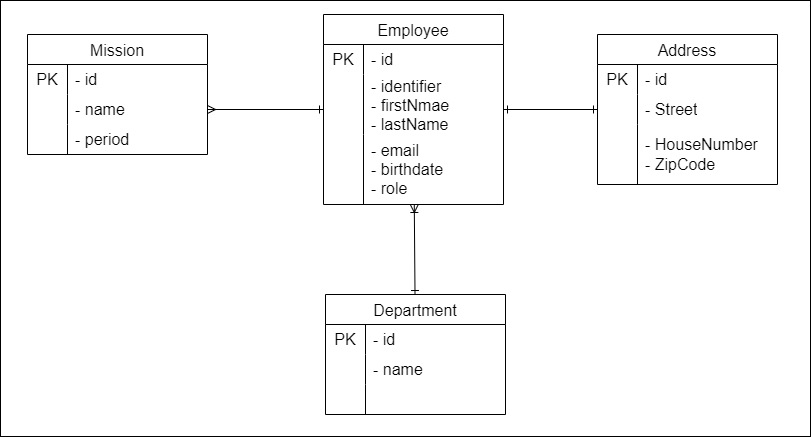 Mission
PK
- id
- name
- period
Employee
PK
- id
- identifier
- firstNmae
- lastName
- email
- birthdate
- role
Address
PK
- id
- Street
- HouseNumber
- ZipCode
Department
PK
- id
- name